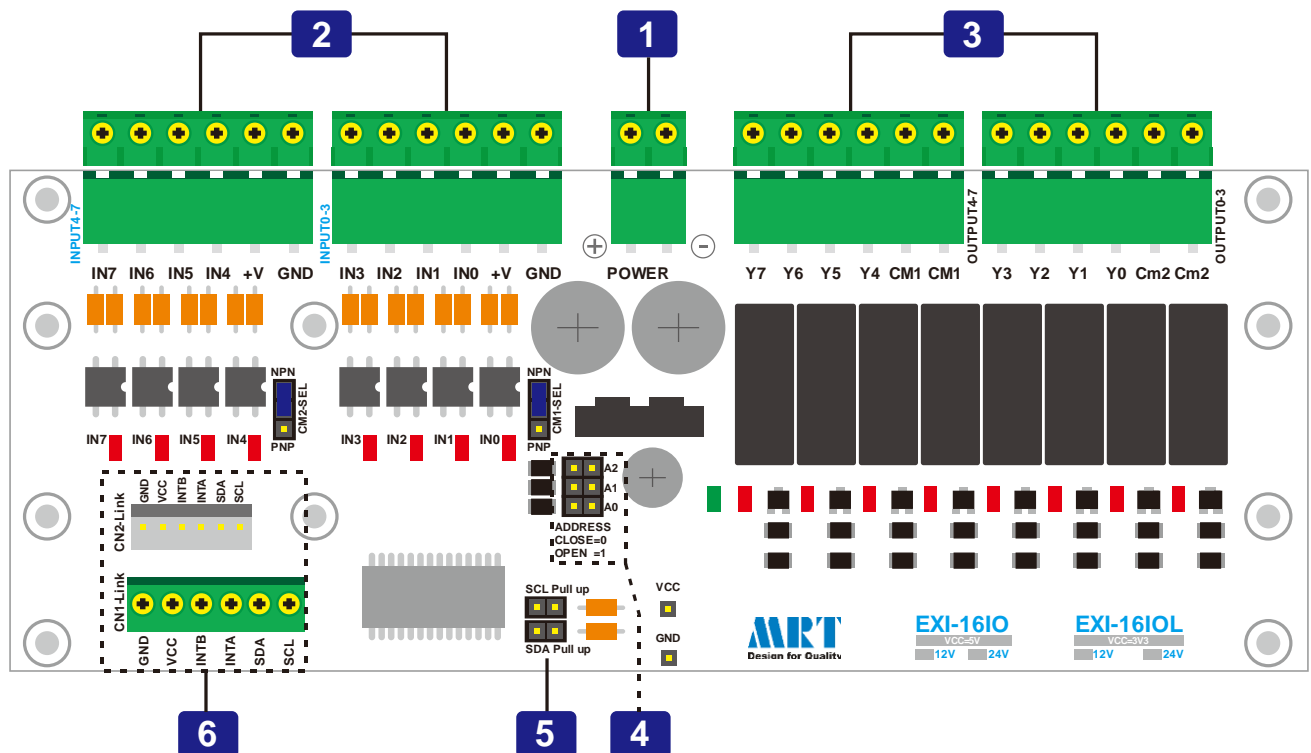 2
1
3
INPUT4-7
INPUT0-3
OUTPUT4-7
OUTPUT0-3
+
-
IN7 IN6 IN5 IN4 +V GND
IN3 IN2 IN1 IN0 +V GND
POWER
Y7 Y6 Y5 Y4 CM1 CM1
Y3 Y2 Y1 Y0 Cm2 Cm2
NPN
CM2-SEL
PNP
NPN
CM1-SEL
PNP
IN7 IN6 IN5 IN4
IN3 IN2 IN1 IN0
A2
A1
A0
ADDRESS
CLOSE=0
OPEN =1
CN2-Link
GND VCC INTB INTA SDA SCL
CN1-Link
GND VCC INTB INTA SDA SCL
SCL Pull up
SDA Pull up
VCC
GND
MRT
Design for Quality
EXI-16IO
VCC=5V
12V 24V
EXI-16IOL
VCC=3V3
12V 24V
6
5
4